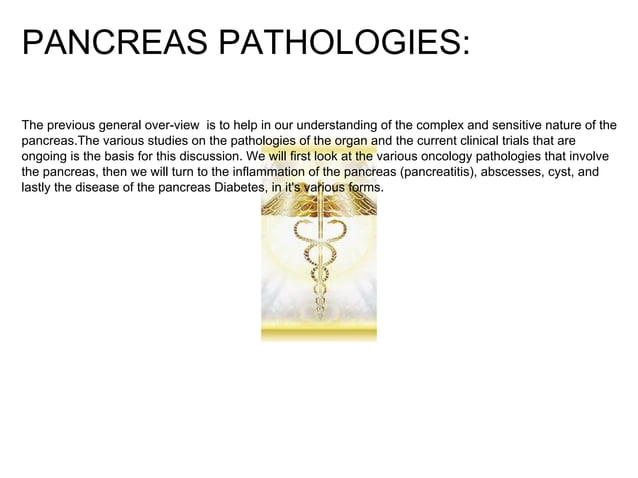 PANCREAS PATHOLOGIES:
The previous general over-view  is to help in our understanding of the complex and sensitive nature of the
pancreas.The various studies on the pathologies of the organ and the current clinical trials that are
ongoing is the basis for this discussion. We will first look at the various oncology pathologies that involve
the pancreas, then we will turn to the inflammation of the pancreas (pancreatitis), abscesses, cyst, and
lastly the disease of the pancreas Diabetes, in it's various forms.